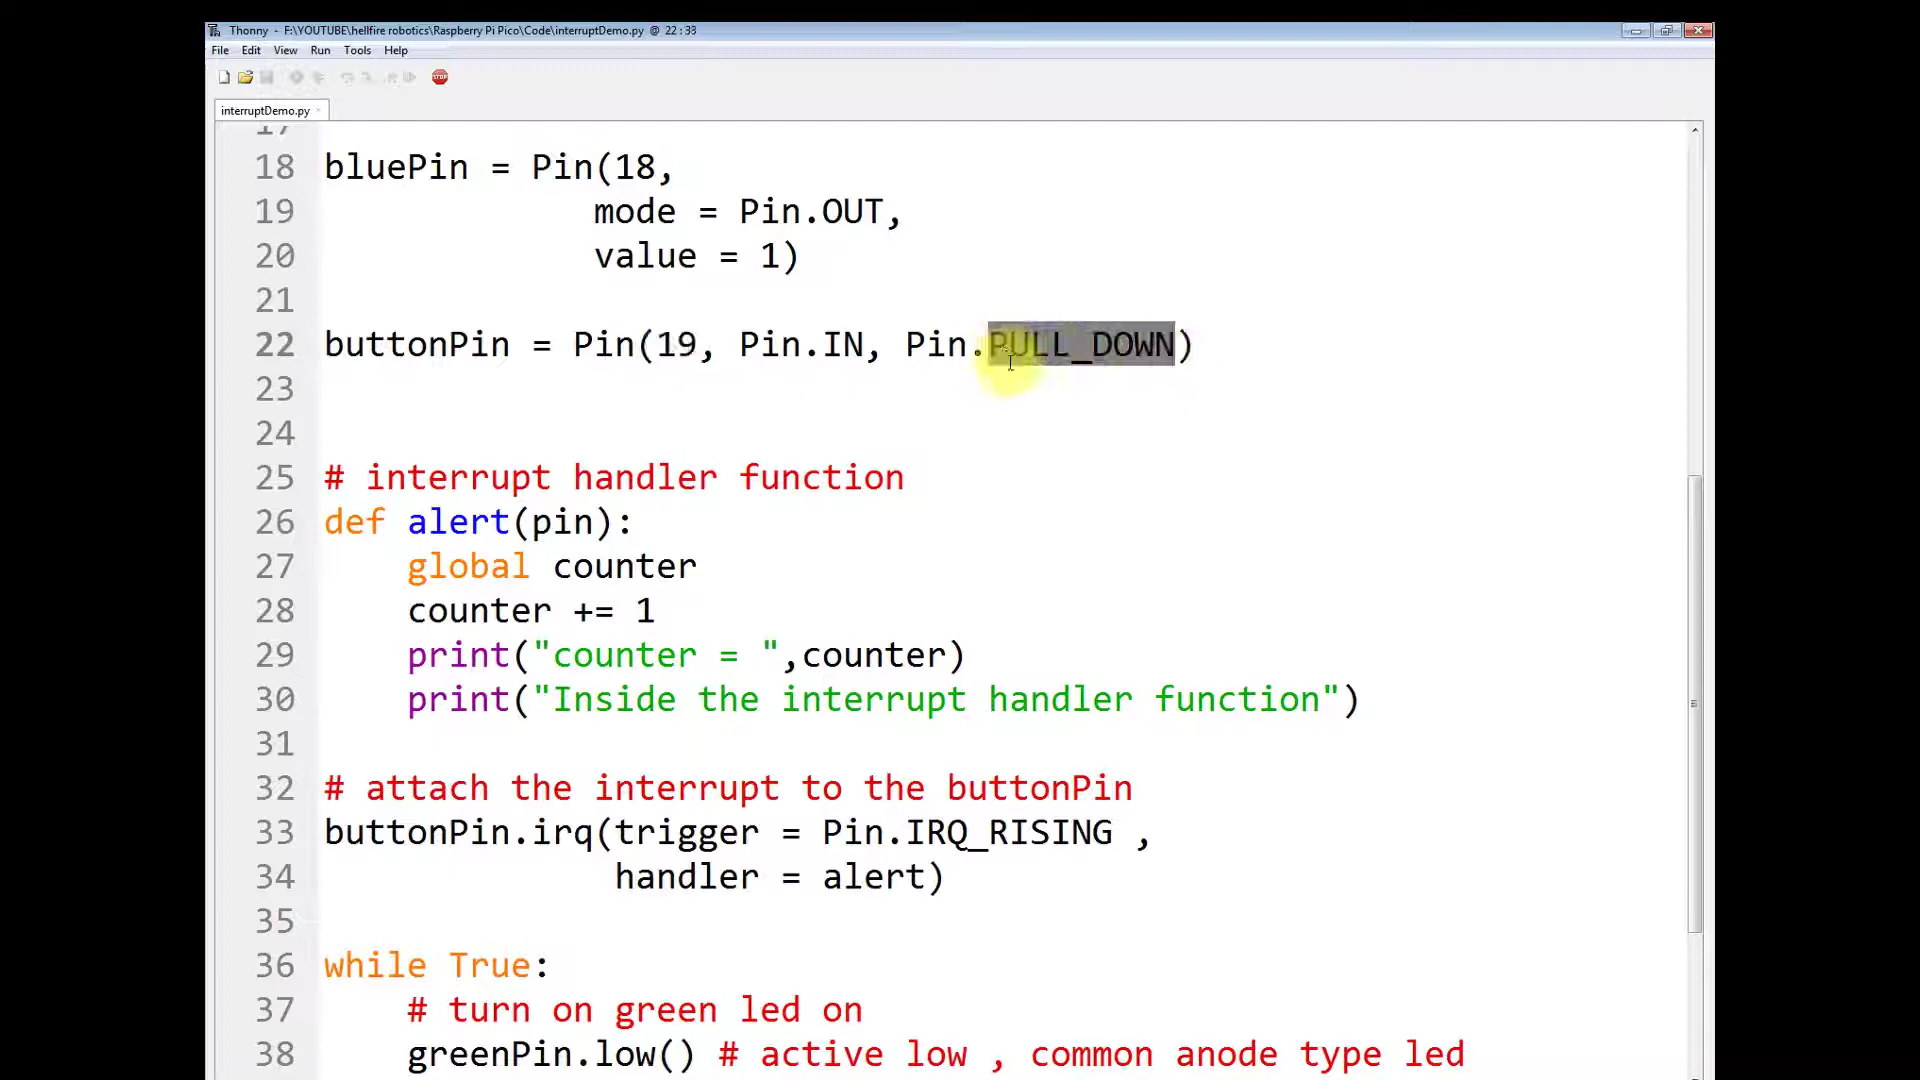 Thonny - F:\YOUTUBE\hellfire robotics\Raspberry Pi Pico\Code\interruptDemo.py @ 22 : 33
File Edit View Run Tools Help
STOP
interruptDemo.py
17
18 bluePin = Pin(18,
19 mode = Pin.OUT,
20 value = 1)
21
22 buttonPin = Pin(19, Pin.IN, Pin.PULL_DOWN)
23
24
25 # interrupt handler function
26 def alert(pin):
27 global counter
28 counter += 1
29 print("counter = ",counter)
30 print("Inside the interrupt handler function")
31
32 # attach the interrupt to the buttonPin
33 buttonPin.irq(trigger = Pin.IRQ_RISING ,
34 handler = alert)
35
36 while True:
37 # turn on green led on
38 greenPin.low() # active low , common anode type led